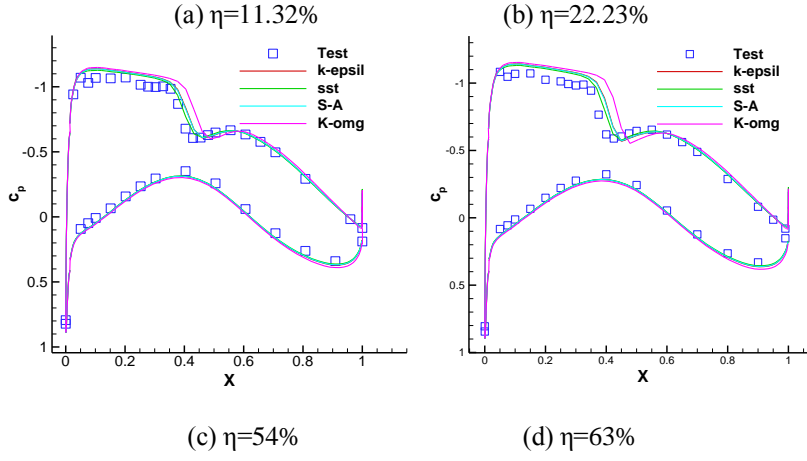 (a) η=11.32%
(b) η=22.23%
Test
k-epsil
sst
S-A
K-omg
-1
-0.5
0
0.5
1
cp
0
0.2
0.4
0.6
0.8
1
X
Test
k-epsil
sst
S-A
K-omg
-1
-0.5
0
0.5
1
cp
0
0.2
0.4
0.6
0.8
1
X
(c) η=54%
(d) η=63%